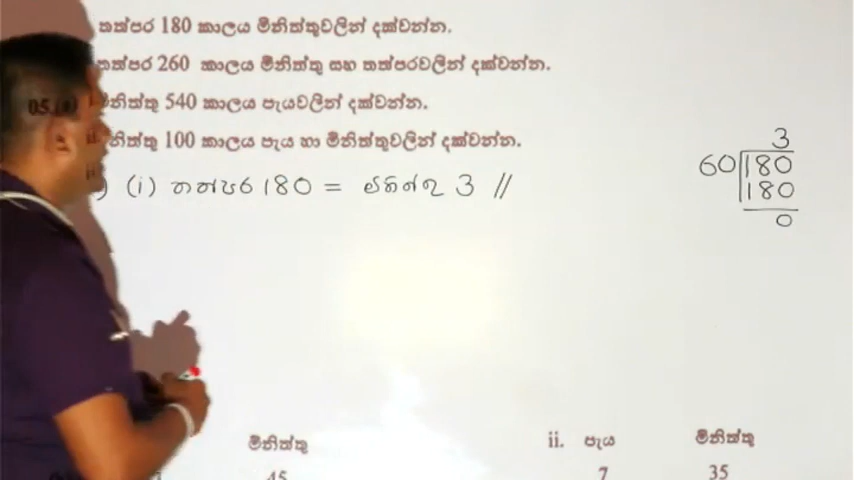 තත්පර 180 කාලය මිනිත්තුවලින් දක්වන්න.
තත්පර 260 කාලය මිනිත්තු සහ තත්පරවලින් දක්වන්න.
05.
මිනිත්තු 540 කාලය පැයවලින් දක්වන්න.
මිනිත්තු 100 කාලය පැය හා මිනිත්තුවලින් දක්වන්න.
(i) තත්පර 180 = මිනිත්තු 3 //
3
60 180
180
0
මිනිත්තු ii. පැය මිනිත්තු
45 7 35